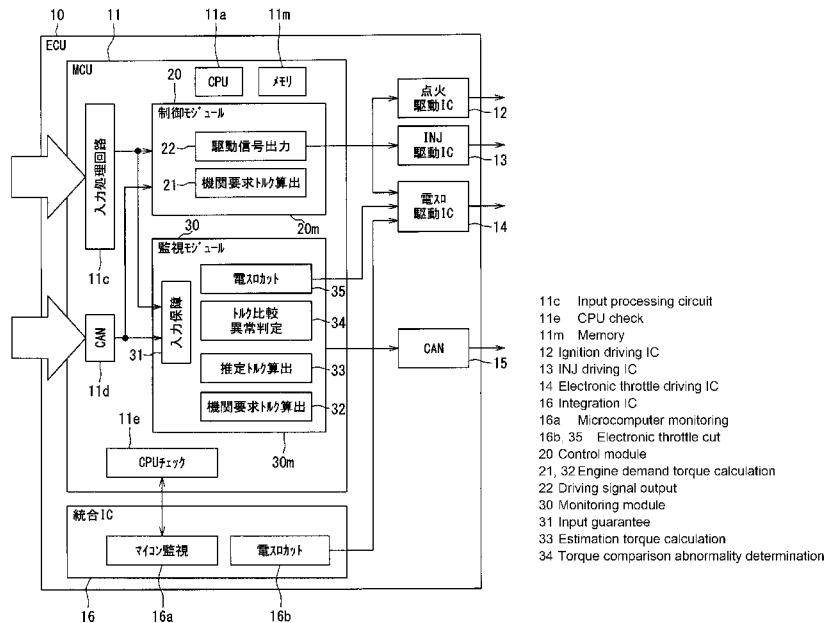 10
ECU
11
MCU
11a
11m
CPU
ﾒﾓﾘ
20
制御ﾓｼﾞｭｰﾙ
22
駆動信号出力
21
機関要求ﾄﾙｸ算出
20m
入力処理回路
11c
点火
駆動IC
12
INJ
駆動IC
13
電ｽﾛ
駆動IC
14
30
監視ﾓｼﾞｭｰﾙ
電ｽﾛｶｯﾄ
35
ﾄﾙｸ比較
異常判定
34
入力保障
31
推定ﾄﾙｸ算出
33
機関要求ﾄﾙｸ算出
32
30m
CAN
11d
CAN
15
11e
CPUﾁｪｯｸ
統合IC
ﾏｲｺﾝ監視
電ｽﾛｶｯﾄ
16
16a
16b
11c Input processing circuit
11e CPU check
11m Memory
12 Ignition driving IC
13 INJ driving IC
14 Electronic throttle driving IC
16 Integration IC
16a Microcomputer monitoring
16b, 35 Electronic throttle cut
20 Control module
21, 32 Engine demand torque calculation
22 Driving signal output
30 Monitoring module
31 Input guarantee
33 Estimation torque calculation
34 Torque comparison abnormality determination